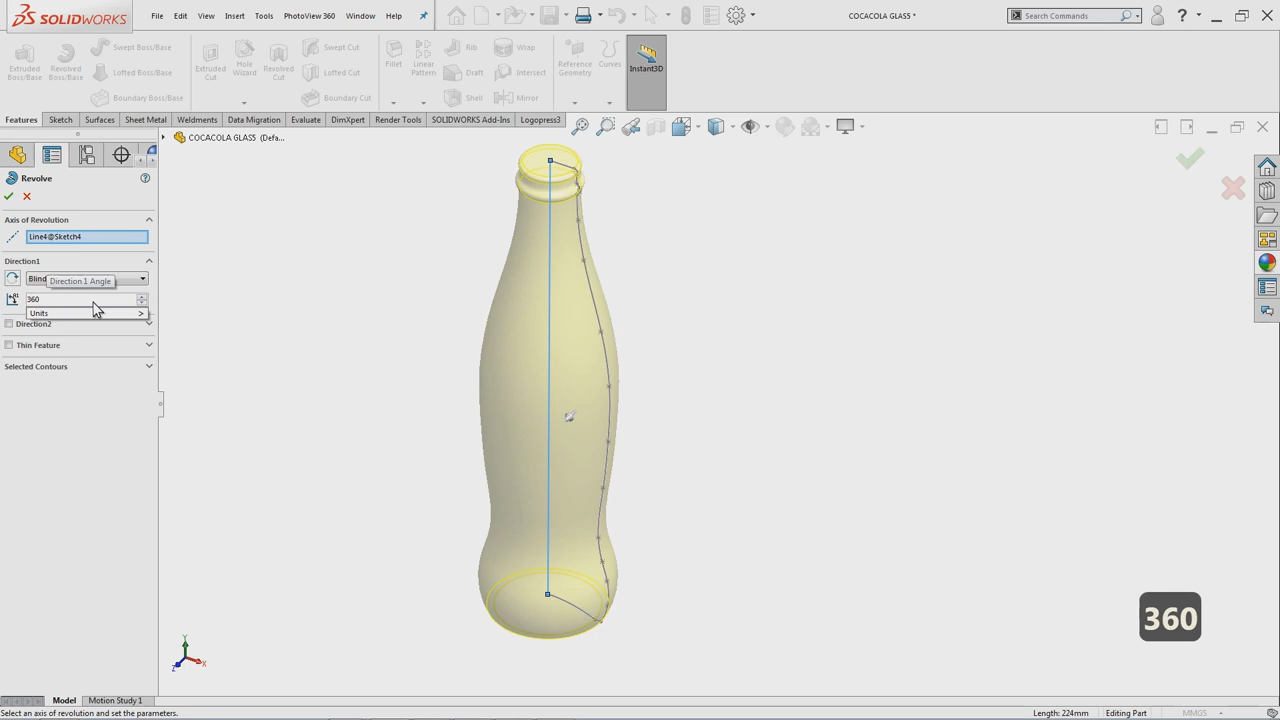 SOLIDWORKS File Edit View Insert Tools PhotoView 360 Window Help COCACOLA GLAS5 * Search Commands ?
Extruded Boss/Base
Revolved Boss/Base
Swept Boss/Base
Lofted Boss/Base
Boundary Boss/Base
Extruded Cut
Hole Wizard
Revolved Cut
Swept Cut
Lofted Cut
Boundary Cut
Fillet
Linear Pattern
Rib
Draft
Shell
Wrap
Intersect
Mirror
Reference Geometry
Curves
Instant3D
Features Sketch Surfaces Sheet Metal Weldments Data Migration Evaluate DimXpert Render Tools SOLIDWORKS Add-Ins Logopress3
COCACOLA GLAS5 (Defa...
Revolve
Axis of Revolution
Line4@Sketch4
Direction1
Blind
Direction 1 Angle
360
Units >
Direction2
Thin Feature
Selected Contours
360
Y
Z X
Model Motion Study 1
Select an axis of revolution and set the parameters. Length: 224mm Editing Part MMGS